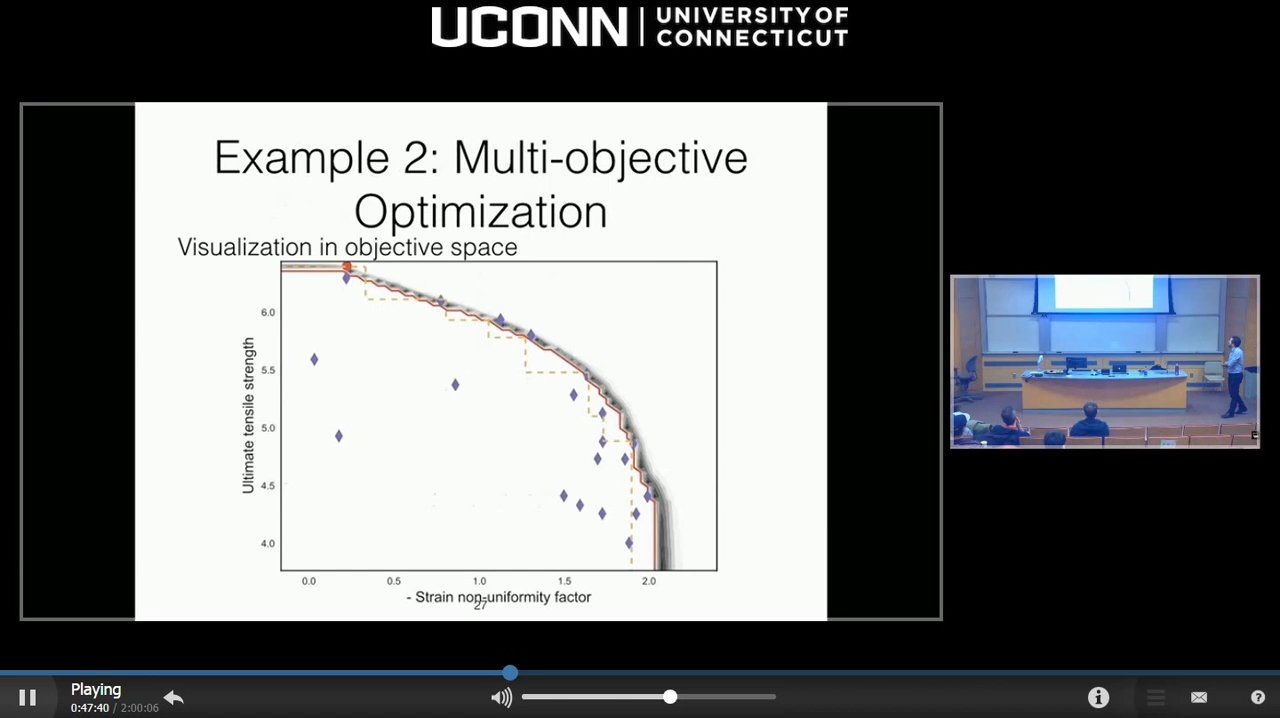 UCONN
UNIVERSITY OF
CONNECTICUT
Example 2: Multi-objective
Optimization
Visualization in objective space
Ultimate tensile strength
6.0
5.5
5.0
4.5
4.0
0.0 0.5 1.0 1.5 2.0
- Strain non-uniformity factor
27
Playing
0:47:40 / 2:00:06